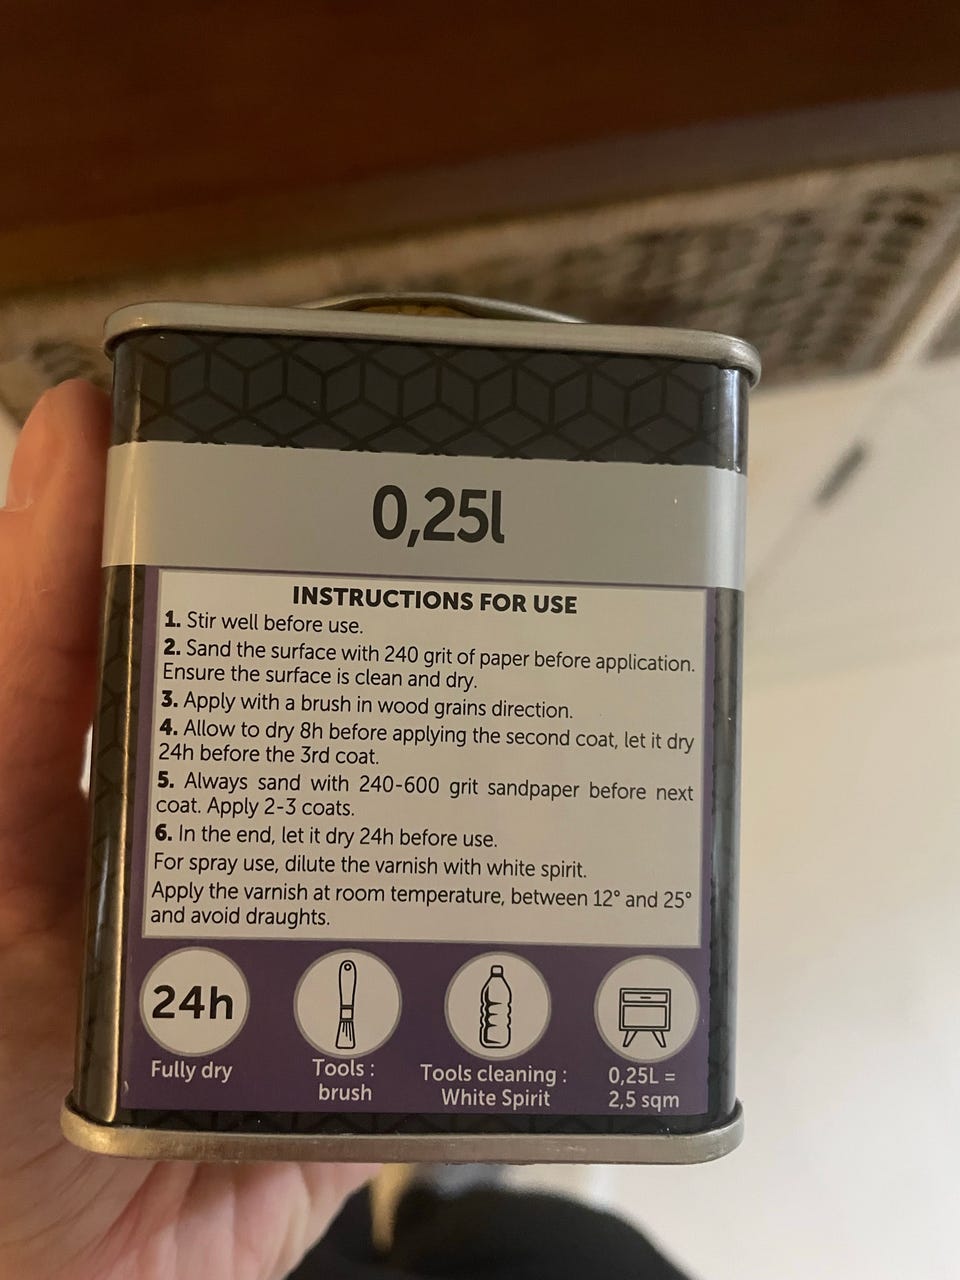 0,25l
INSTRUCTIONS FOR USE
1. Stir well before use.
2. Sand the surface with 240 grit of paper before application.
Ensure the surface is clean and dry.
3. Apply with a brush in wood grains direction.
4. Allow to dry 8h before applying the second coat, let it dry
24h before the 3rd coat.
5. Always sand with 240-600 grit sandpaper before next
coat. Apply 2-3 coats.
6. In the end, let it dry 24h before use.
For spray use, dilute the varnish with white spirit.
Apply the varnish at room temperature, between 12° and 25°
and avoid draughts.
24h
Fully dry
Tools :
brush
Tools cleaning :
White Spirit
0,25L =
2,5 sqm